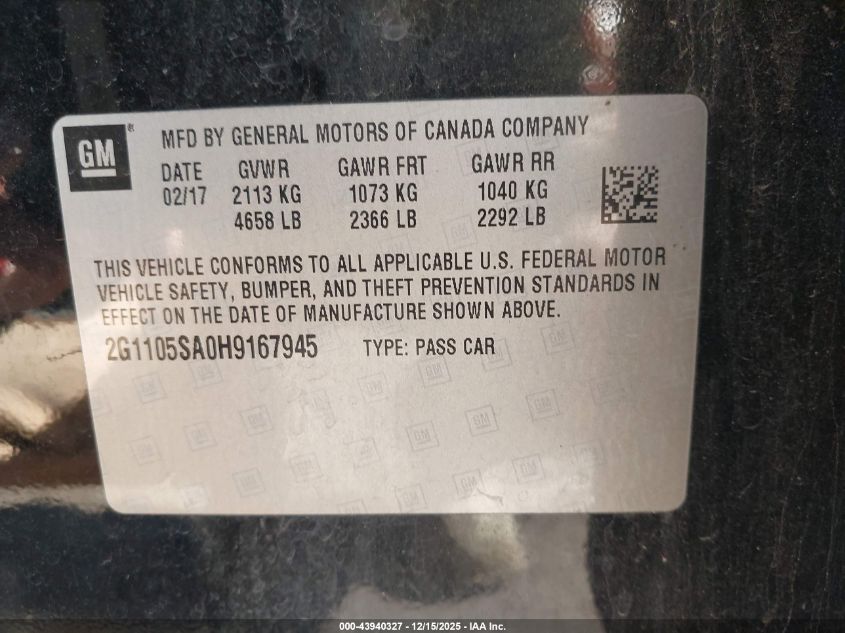 GM ®
MFD BY GENERAL MOTORS OF CANADA COMPANY
DATE GVWR GAWR FRT GAWR RR
02/17 2113 KG 1073 KG 1040 KG
4658 LB 2366 LB 2292 LB
THIS VEHICLE CONFORMS TO ALL APPLICABLE U.S. FEDERAL MOTOR
VEHICLE SAFETY, BUMPER, AND THEFT PREVENTION STANDARDS IN
EFFECT ON THE DATE OF MANUFACTURE SHOWN ABOVE.
2G1105SA0H9167945 TYPE: PASS CAR
000-43940327 - 12/15/2025 - IAA Inc.